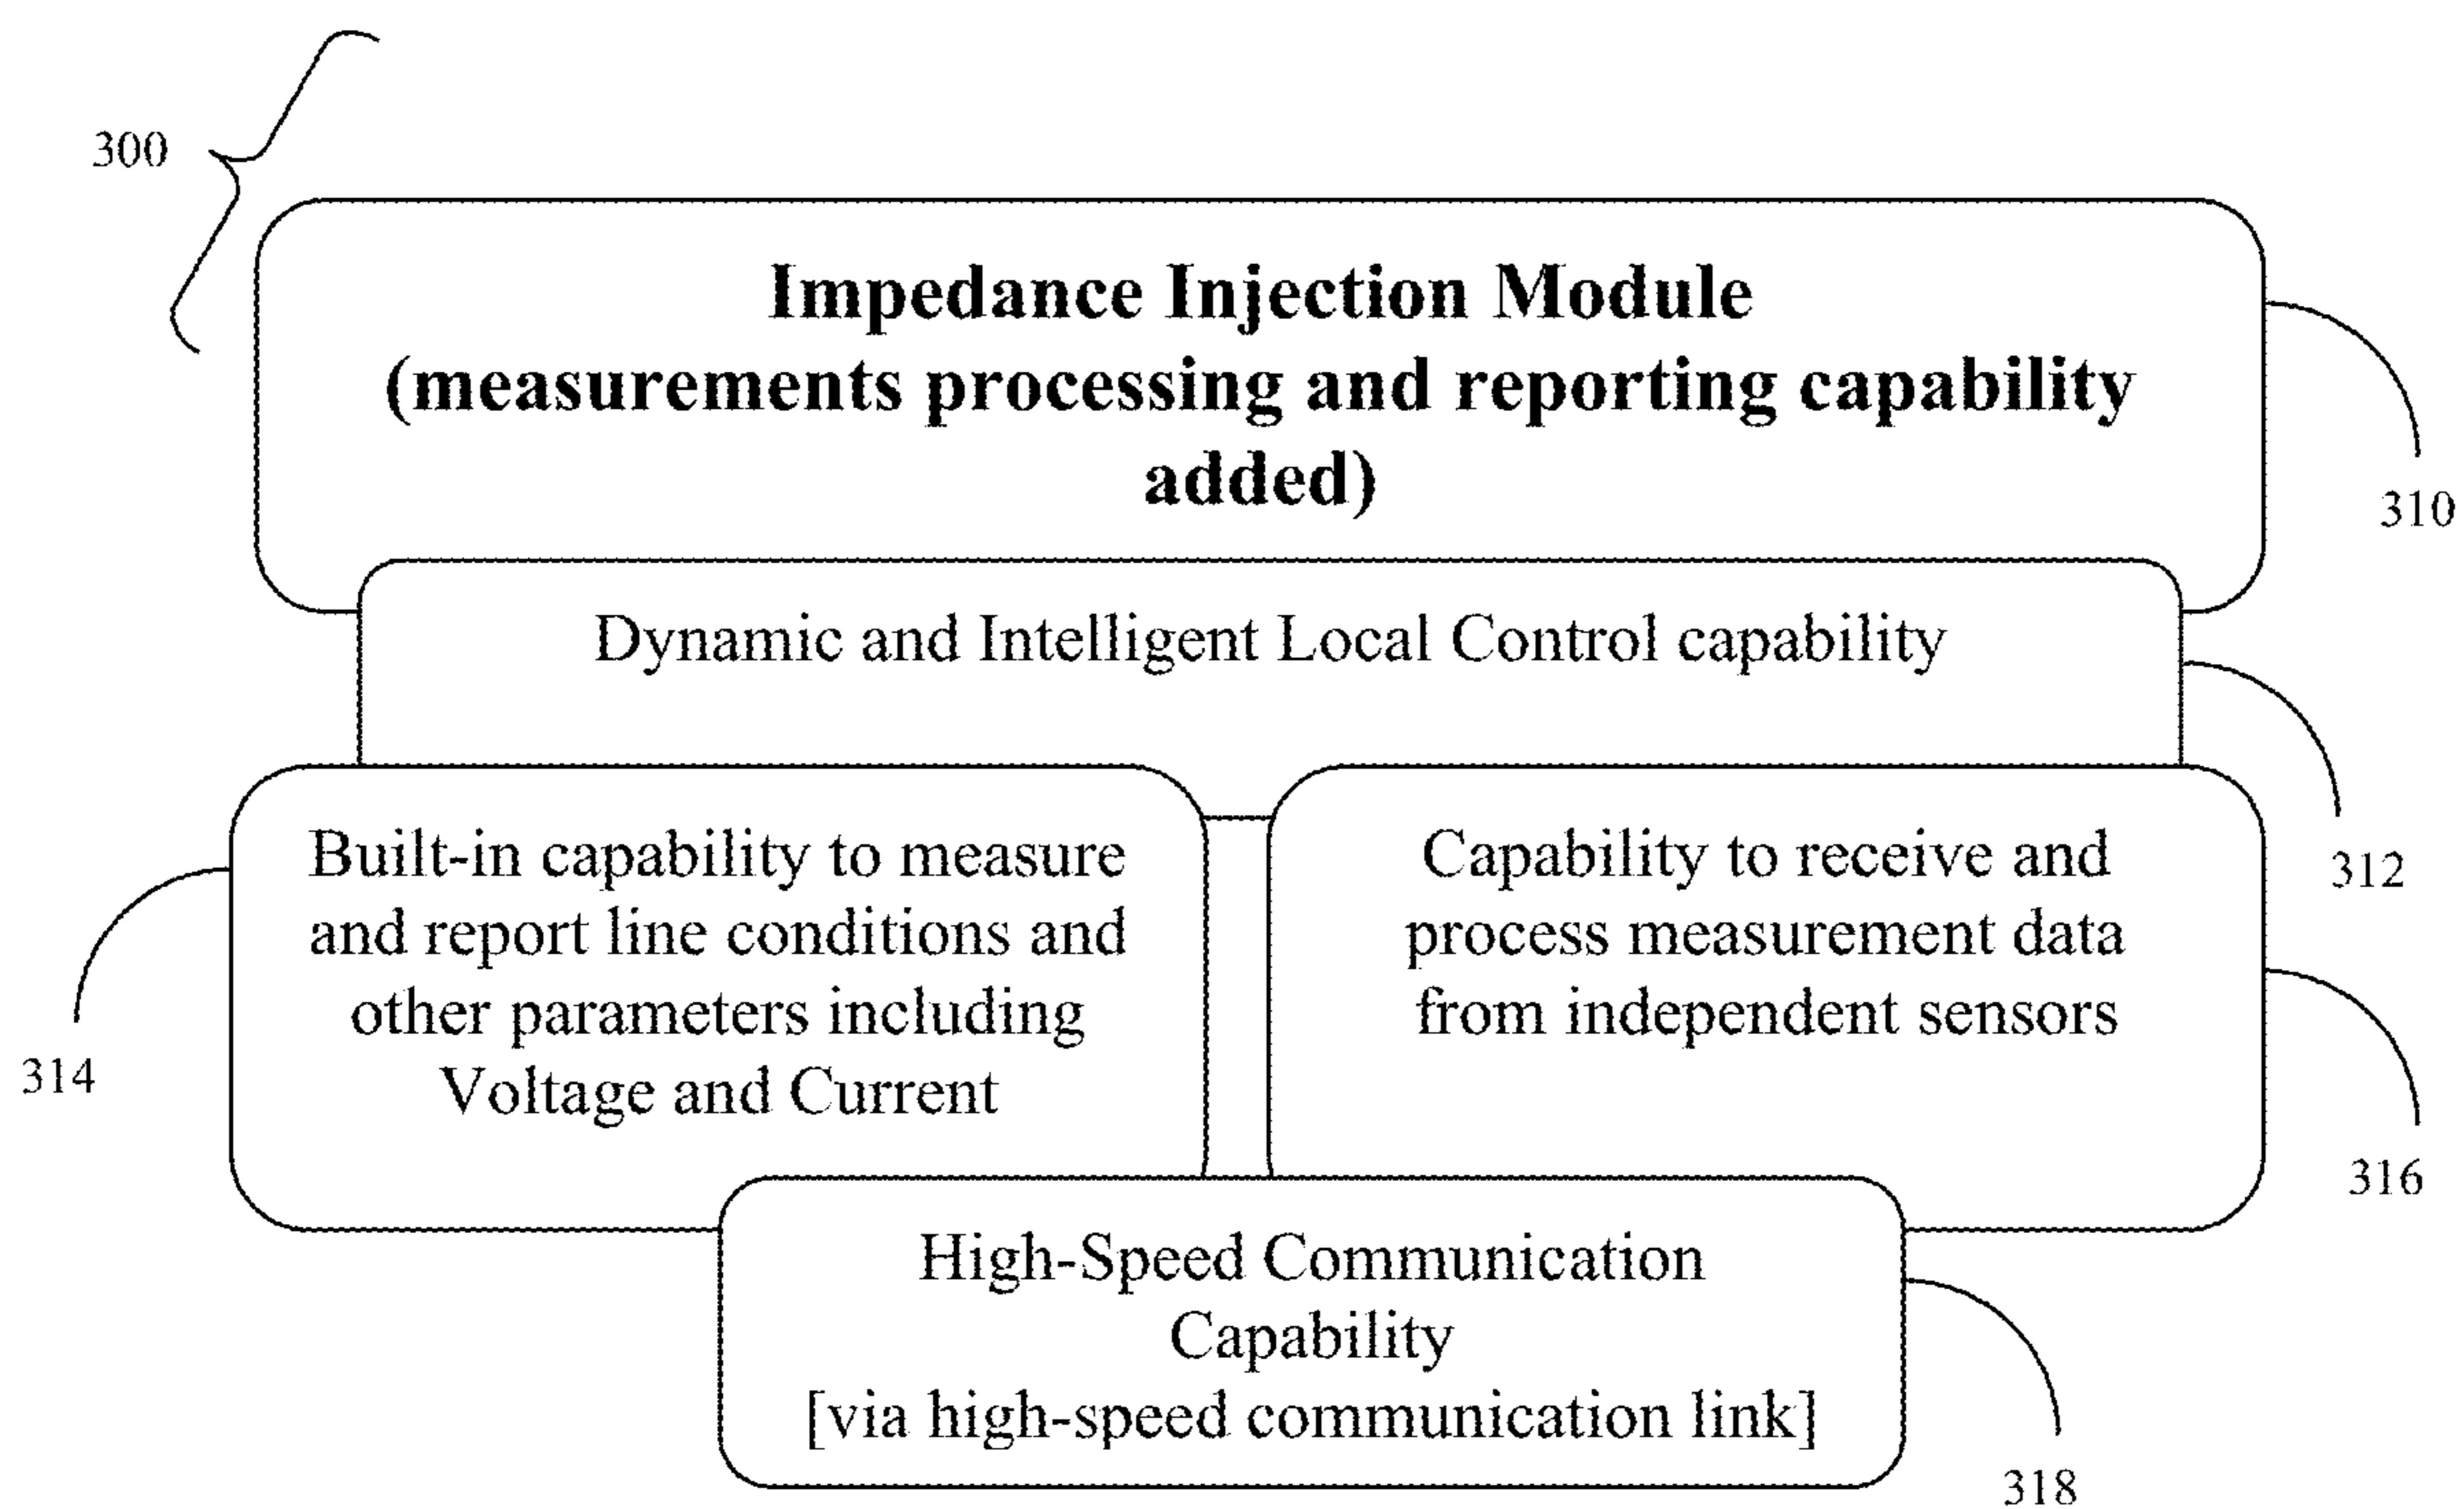 300
Impedance Injection Module
(measurements processing and reporting capability
added)
310
Dynamic and Intelligent Local Control capability
312
Built-in capability to measure
and report line conditions and
other parameters including
Voltage and Current
314
Capability to receive and
process measurement data
from independent sensors
316
High-Speed Communication
Capability
[via high-speed communication link]
318